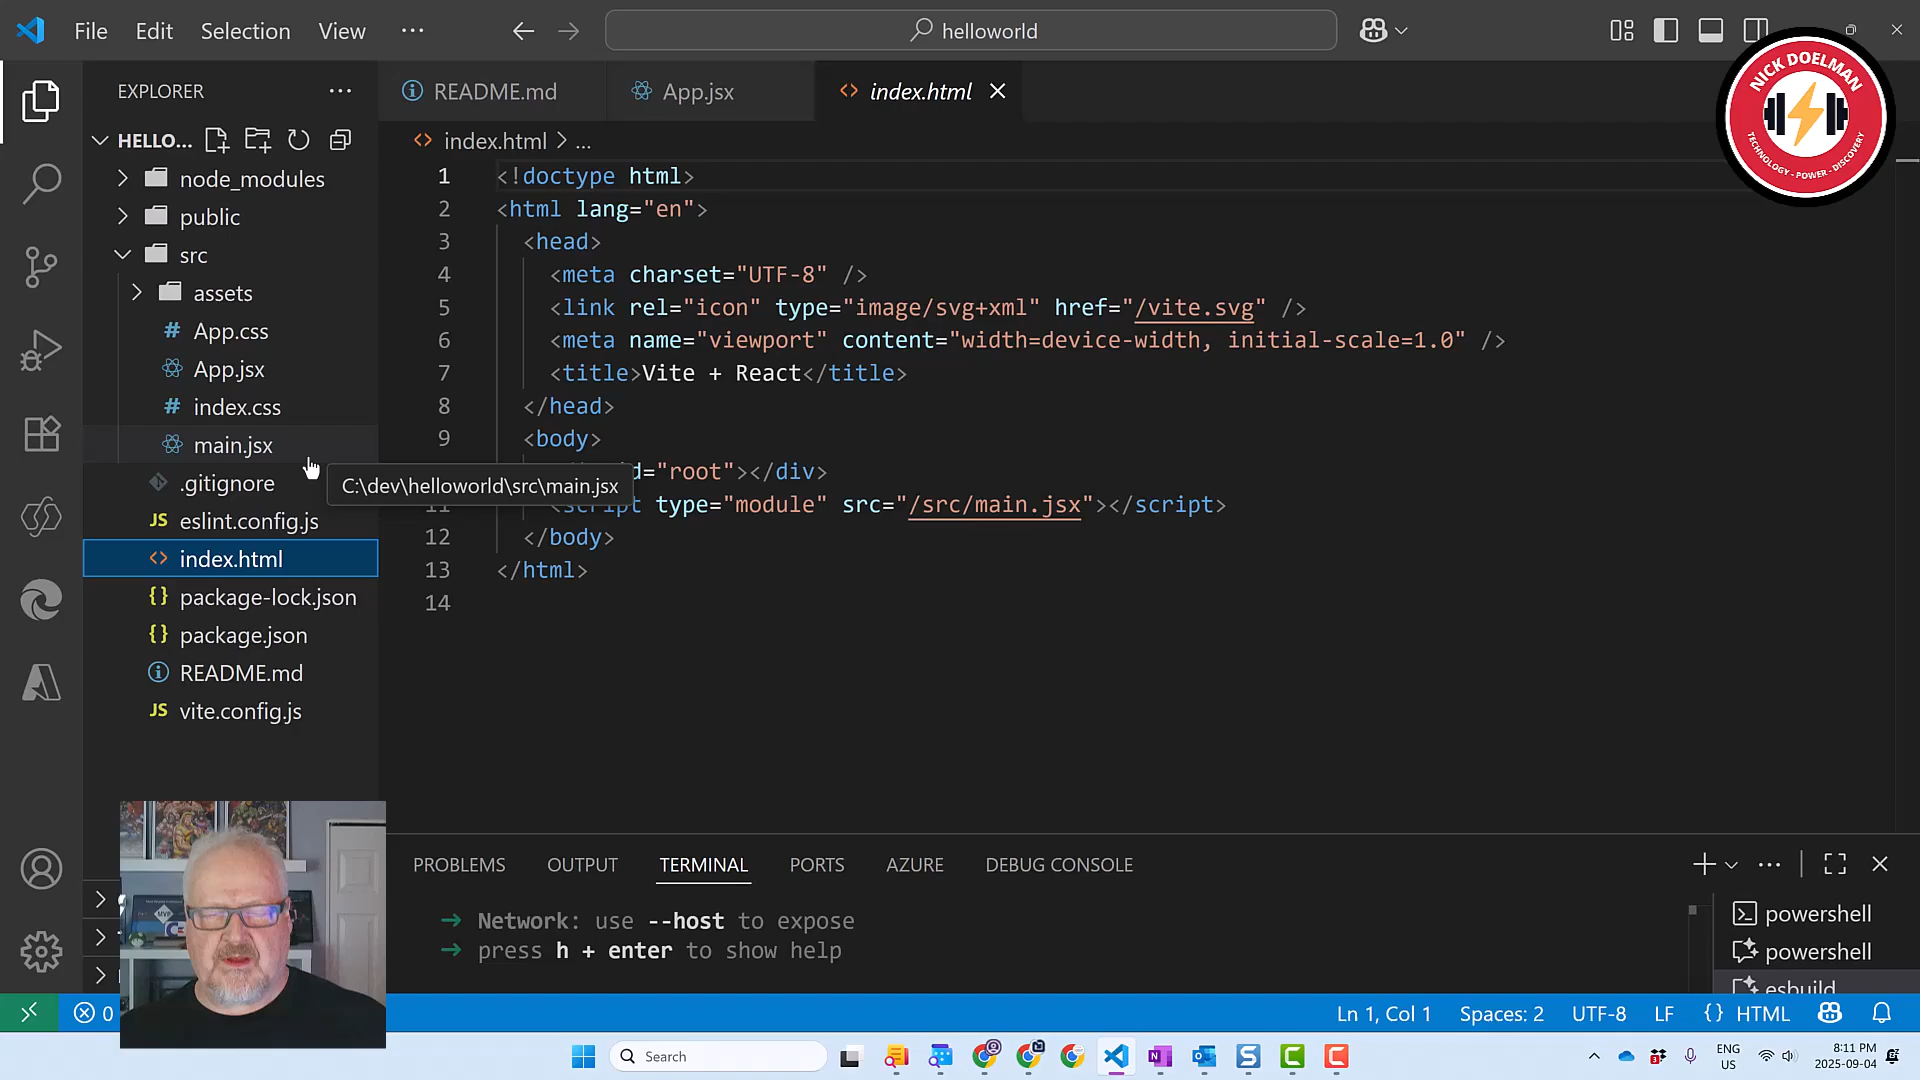 File Edit Selection View ... helloworld
EXPLORER
HELLO...
node_modules
public
src
assets
App.css
App.jsx
index.css
main.jsx
.gitignore
eslint.config.js
index.html
package-lock.json
package.json
README.md
vite.config.js
README.md App.jsx index.html
index.html > ...
1 <!doctype html>
2 <html lang="en">
3 <head>
4 <meta charset="UTF-8" />
5 <link rel="icon" type="image/svg+xml" href="/vite.svg" />
6 <meta name="viewport" content="width=device-width, initial-scale=1.0" />
7 <title>Vite + React</title>
8 </head>
9 <body>
id="root"></div>
C:\dev\helloworld\src\main.jsx
type="module" src="/src/main.jsx"></script>
12 </body>
13 </html>
14
NICK DOELMAN
TECHNOLOGY - POWER - DISCOVERY
PROBLEMS OUTPUT TERMINAL PORTS AZURE DEBUG CONSOLE
➜ Network: use --host to expose
➜ press h + enter to show help
powershell
powershell
esbuild
0
Ln 1, Col 1 Spaces: 2 UTF-8 LF {} HTML
Search
ENG
US
8:11 PM
2025-09-04